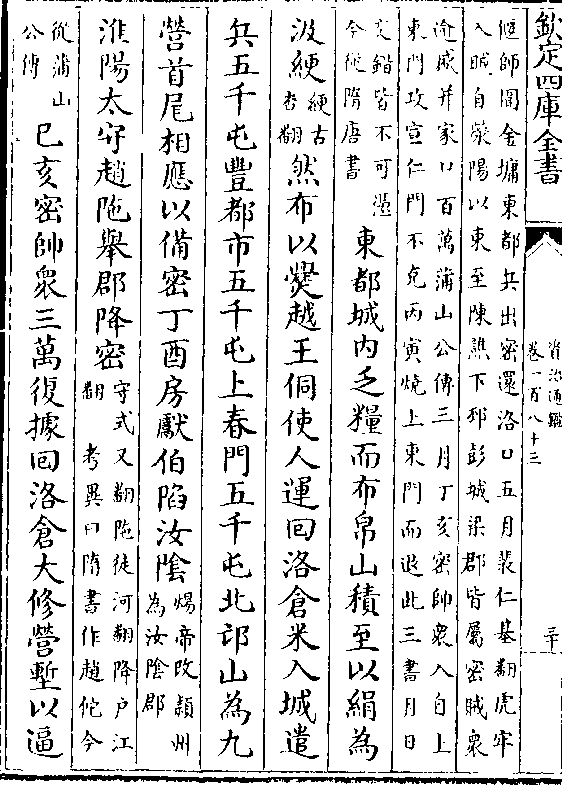 欽定四庫全書
資治通鑑
卷一百八十三
三十
偃師圍金墉東都兵出密還洛口五月裴仁基翻虎牢
入賊自滎陽以東至陳譙下邳彭城梁郡皆屬密賊衆
逾盛并家口百萬蒲山公傳三月丁亥密帥衆入自上
東門攻宣仁門不克丙寅燒上東門而退此三書月日
交錯皆不可憑
今從隋唐書
東都城内乏糧而布帛山積至以絹為
汲綆
綆古
杏翻
然布以爨越王侗使人運回洛倉米入城遣
兵五千屯豐都市五千屯上春門五千屯北邙山為九
營首尾相應以備密丁酉房獻伯陷汝陰
煬帝改潁州
為汝陰郡
淮陽太守趙陁舉郡降密
守式又翻陁徒河翻降户江
翻 考異曰隋書作趙佗今
從蒲山
公傳
己亥密帥衆三萬復據回洛倉大修營塹以逼